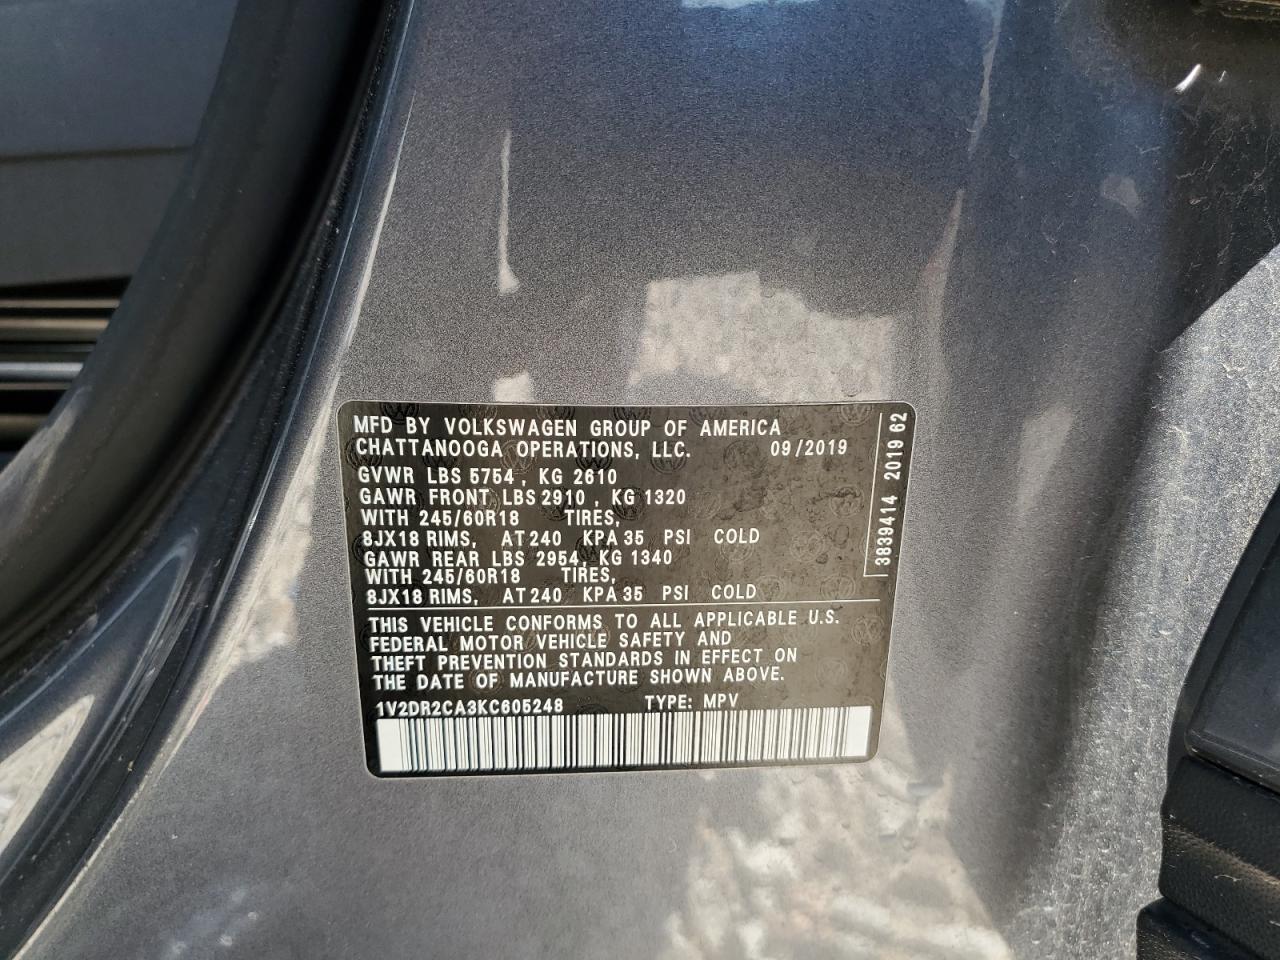 MFD BY VOLKSWAGEN GROUP OF AMERICA
CHATTANOOGA OPERATIONS, LLC. 09/2019
GVWR LBS 5754 , KG 2610
GAWR FRONT LBS 2910 , KG 1320
WITH 245/60R18 TIRES,
8JX18 RIMS, AT 240 KPA 35 PSI COLD
GAWR REAR LBS 2954, KG 1340
WITH 245/60R18 TIRES,
8JX18 RIMS, AT 240 KPA 35 PSI COLD
THIS VEHICLE CONFORMS TO ALL APPLICABLE U.S.
FEDERAL MOTOR VEHICLE SAFETY AND
THEFT PREVENTION STANDARDS IN EFFECT ON
THE DATE OF MANUFACTURE SHOWN ABOVE.
1V2DR2CA3KC605248 TYPE: MPV
3839414 2019 62